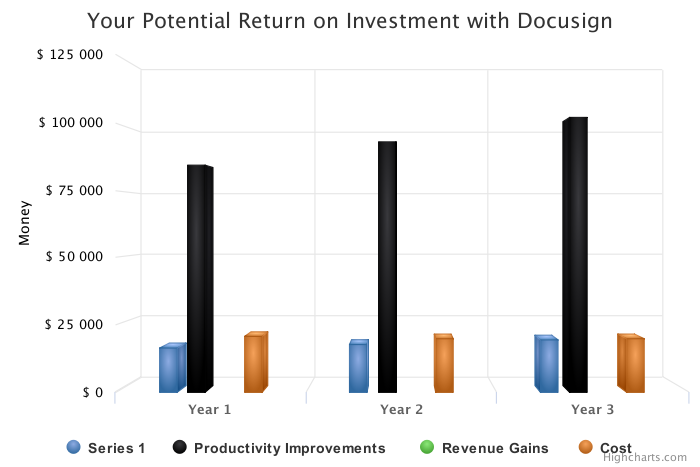 Your Potential Return on Investment with Docusign
$ 125 000
$ 100 000
$ 75 000
$ 50 000
$ 25 000
$ 0
Money
Year 1
Year 2
Year 3
Series 1
Productivity Improvements
Revenue Gains
Cost
Highcharts.com